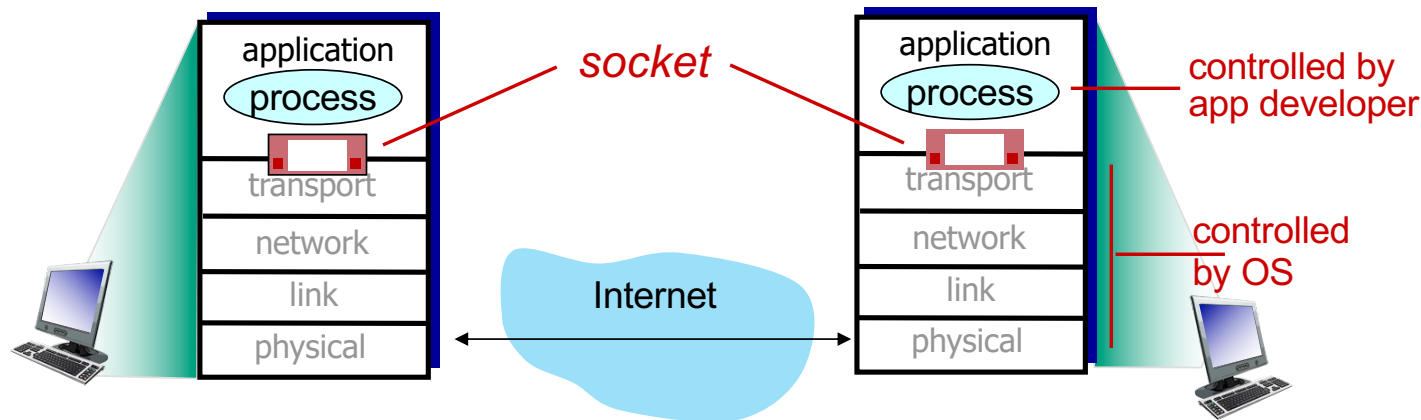 application
process
transport
network
link
physical
socket
Internet
application
process
transport
network
link
physical
controlled by
app developer
controlled
by OS